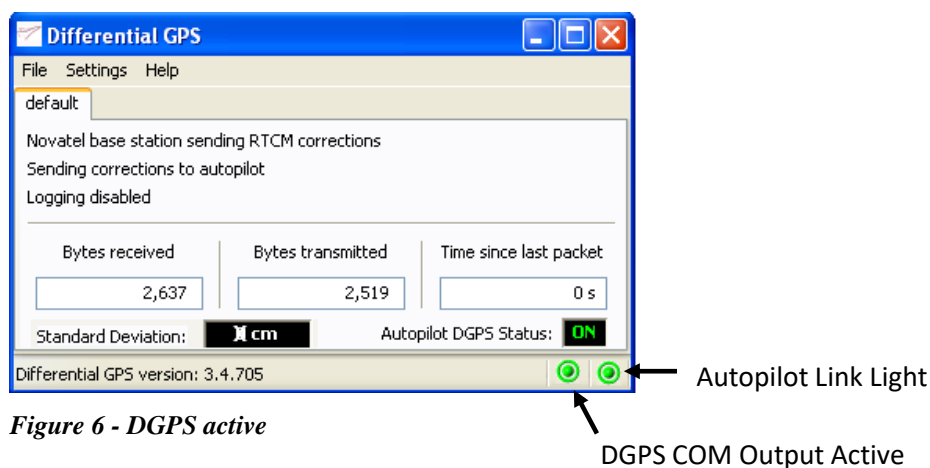 Differential GPS
File Settings Help
default
Novatel base station sending RTCM corrections
Sending corrections to autopilot
Logging disabled
Bytes received Bytes transmitted Time since last packet
2,637 2,519 0 s
Standard Deviation: cm Autopilot DGPS Status: ON
Differential GPS version: 3.4.705
Autopilot Link Light
Figure 6 - DGPS active
DGPS COM Output Active